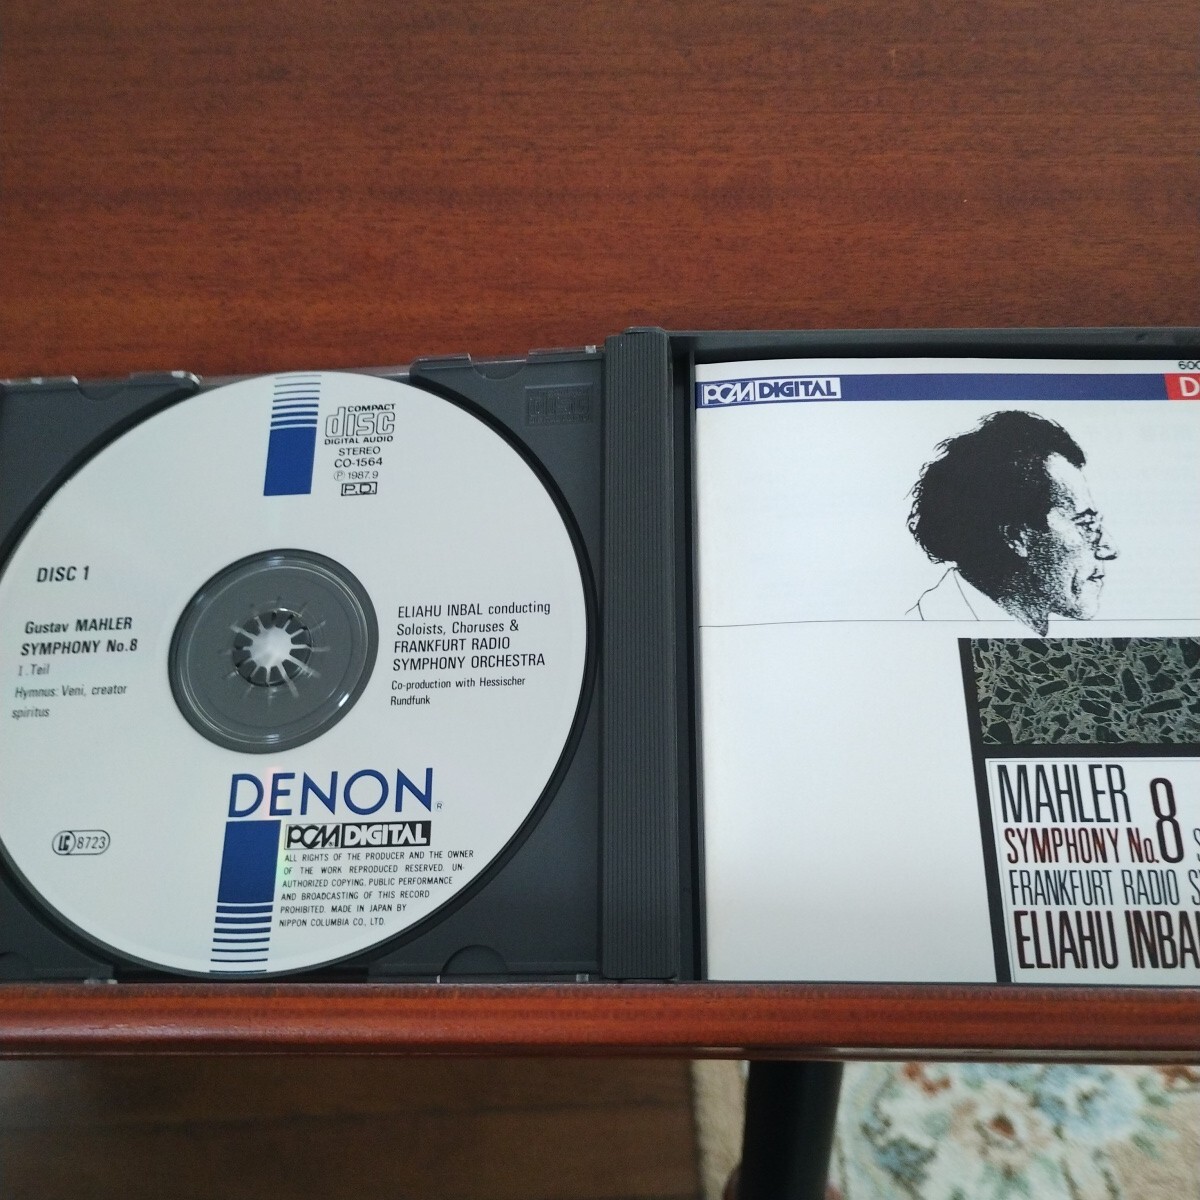 COMPACT
disc
DIGITAL AUDIO
STEREO
CO-1564
Ⓟ 1987.9
P.D.
DISC 1
Gustav MAHLER
SYMPHONY No.8
I. Teil
Hymnus: Veni, creator
spiritus
ELIAHU INBAL conducting
Soloists, Choruses &
FRANKFURT RADIO
SYMPHONY ORCHESTRA
Co-production with Hessischer
Rundfunk
DENON®
PCM DIGITAL
LC 8723
ALL RIGHTS OF THE PRODUCER AND THE OWNER
OF THE WORK REPRODUCED RESERVED. UN-
AUTHORIZED COPYING, PUBLIC PERFORMANCE
AND BROADCASTING OF THIS RECORD
PROHIBITED. MADE IN JAPAN BY
NIPPON COLUMBIA CO., LTD.
600
PCM DIGITAL
D
MAHLER
SYMPHONY No.8 S
FRANKFURT RADIO S
ELIAHU INBAL